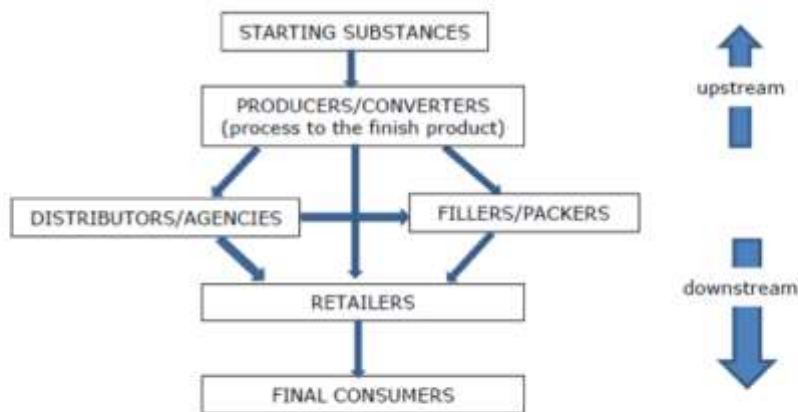 STARTING SUBSTANCES
upstream
PRODUCERS/CONVERTERS
(process to the finish product)
DISTRIBUTORS/AGENCIES
FILLERS/PACKERS
downstream
RETAILERS
FINAL CONSUMERS